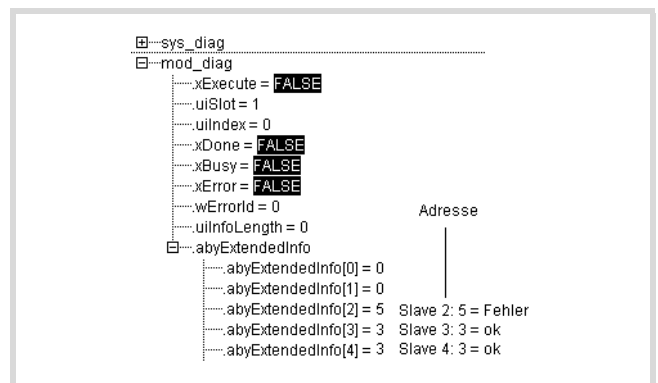 sys_diag
mod_diag
.xExecute = FALSE
.uiSlot = 1
.uiIndex = 0
.xDone = FALSE
.xBusy = FALSE
.xError = FALSE
.wErrorId = 0
Adresse
.uiInfoLength = 0
.abyExtendedInfo
.abyExtendedInfo[0] = 0
.abyExtendedInfo[1] = 0
.abyExtendedInfo[2] = 5 Slave 2: 5 = Fehler
.abyExtendedInfo[3] = 3 Slave 3: 3 = ok
.abyExtendedInfo[4] = 3 Slave 4: 3 = ok